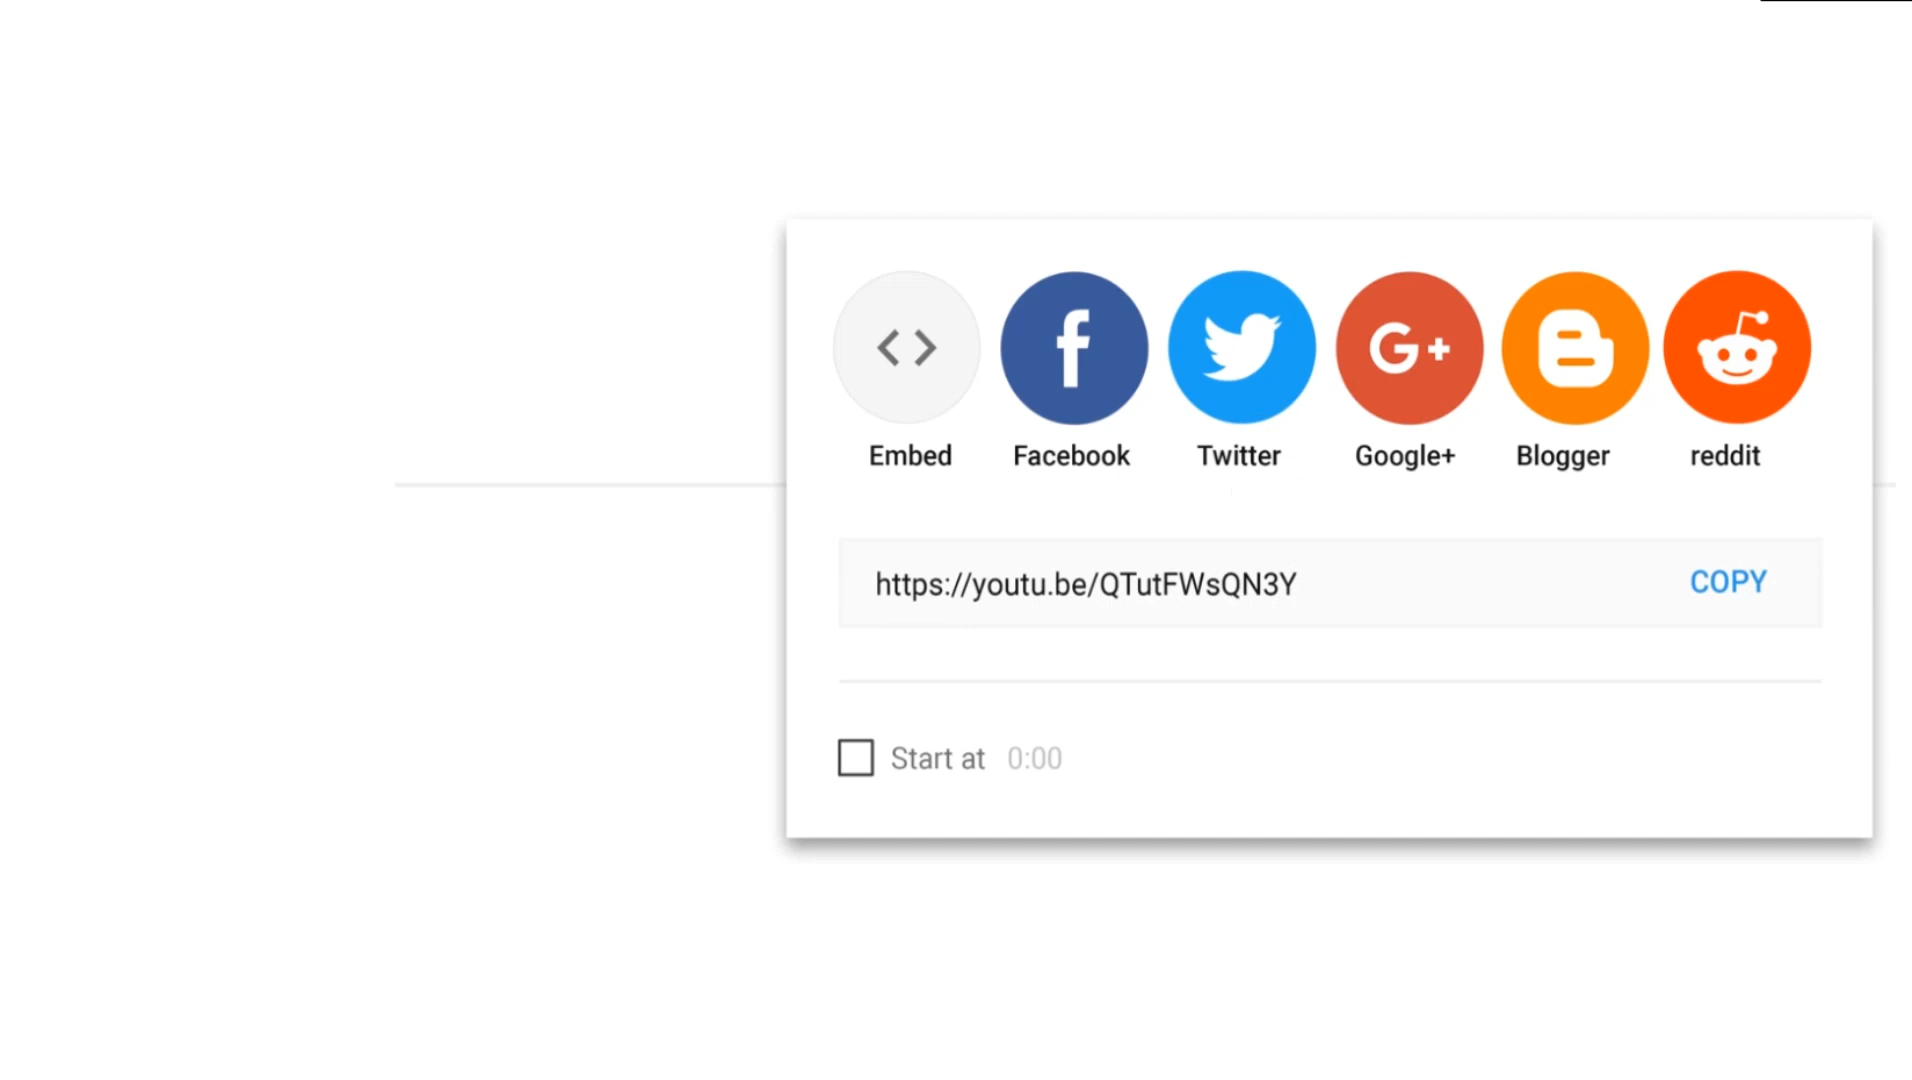 Embed Facebook Twitter Google+ Blogger reddit
https://youtu.be/QTutFWsQN3Y COPY
Start at 0:00